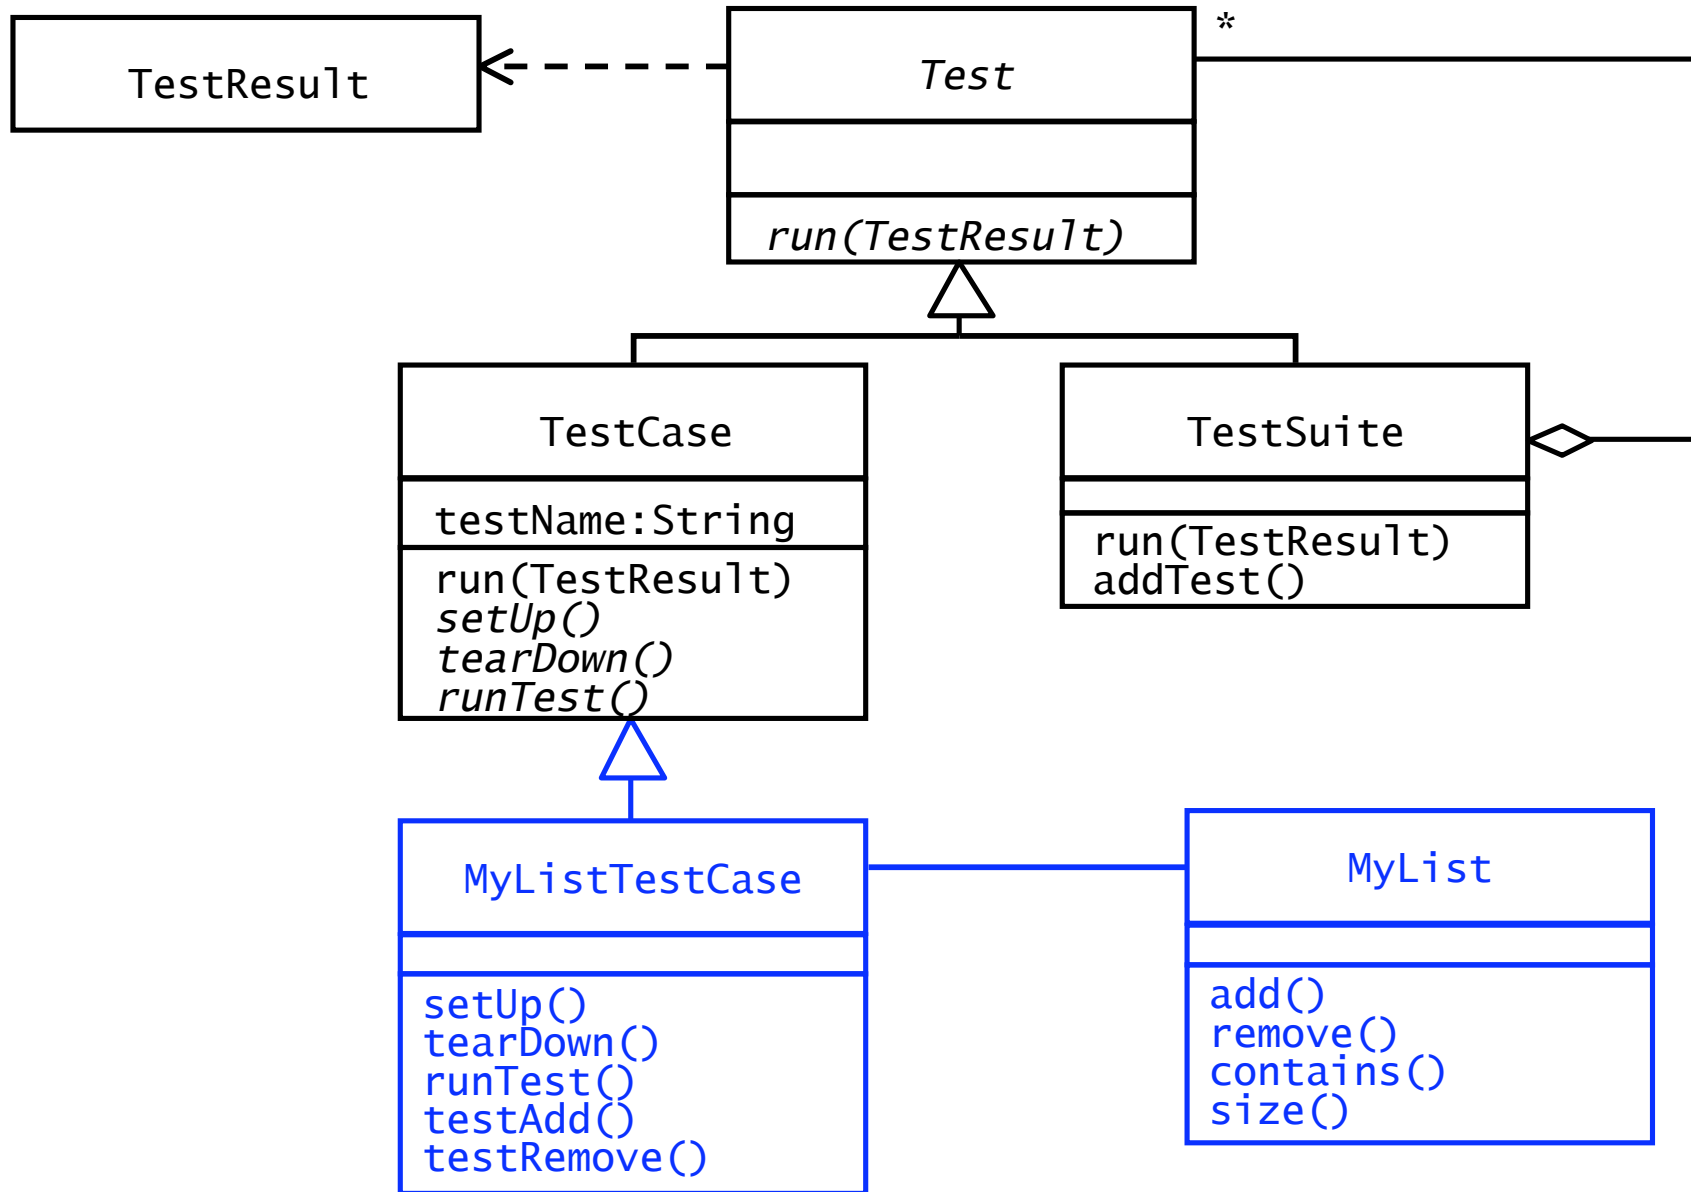 TestResult
Test
*
run(TestResult)
TestCase
testName:String
run(TestResult)
setUp()
tearDown()
runTest()
TestSuite
run(TestResult)
addTest()
MyListTestCase
setUp()
tearDown()
runTest()
testAdd()
testRemove()
MyList
add()
remove()
contains()
size()